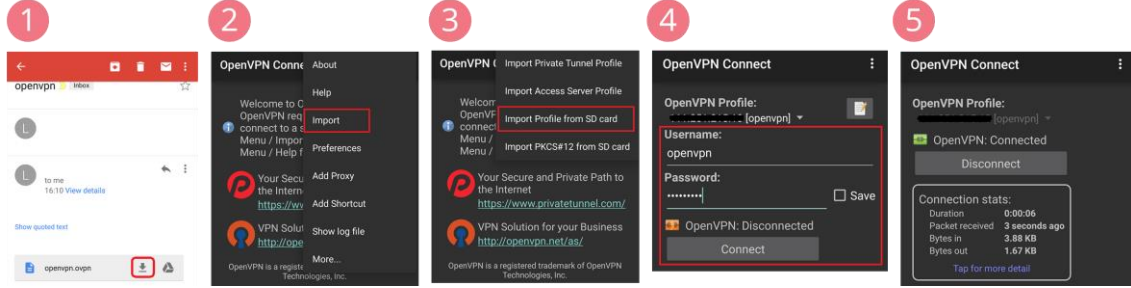 1
openvpn Inbox
L
L
to me
16:10 View details
Show quoted text
openvpn.ovpn
2
OpenVPN Conne
About
Help
Import
Preferences
Add Proxy
Add Shortcut
Show log file
More...
Welcome to O
OpenVPN req
connect to a s
Menu / Impor
Menu / Help f
Your Secu
the Intern
https://ww
VPN Solut
http://ope
OpenVPN is a registe
Technologies, Inc.
3
OpenVPN
Import Private Tunnel Profile
Import Access Server Profile
Import Profile from SD card
Import PKCS#12 from SD card
Welcom
OpenVP
connect
Menu /
Menu /
Your Secure and Private Path to
the Internet
https://www.privatetunnel.com/
VPN Solution for your Business
http://openvpn.net/as/
OpenVPN is a registered trademark of OpenVPN
Technologies, Inc.
4
OpenVPN Connect
OpenVPN Profile:
[openvpn]
Username:
openvpn
Password:
•••••••••
Save
OpenVPN: Disconnected
Connect
5
OpenVPN Connect
OpenVPN Profile:
[openvpn]
OpenVPN: Connected
Disconnect
Connection stats:
Duration 0:00:06
Packet received 3 seconds ago
Bytes in 3.88 KB
Bytes out 1.67 KB
Tap for more detail